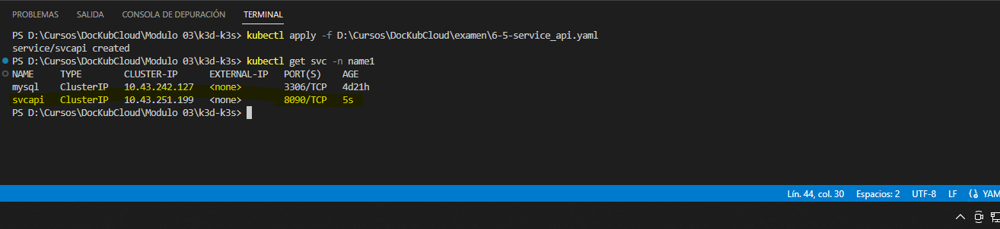 PROBLEMAS SALIDA CONSOLA DE DEPURACIÓN TERMINAL
PS D:\Cursos\DocKubCloud\Modulo 03\k3d-k3s> kubectl apply -f D:\Cursos\DocKubCloud\examen\6-5-service_api.yaml
service/svcapi created
PS D:\Cursos\DocKubCloud\Modulo 03\k3d-k3s> kubectl get svc -n name1
NAME TYPE CLUSTER-IP EXTERNAL-IP PORT(S) AGE
mysql ClusterIP 10.43.242.127 <none> 3306/TCP 4d21h
svcapi ClusterIP 10.43.251.199 <none> 8090/TCP 5s
PS D:\Cursos\DocKubCloud\Modulo 03\k3d-k3s>
Lín. 44, col. 30 Espacios: 2 UTF-8 LF YAM